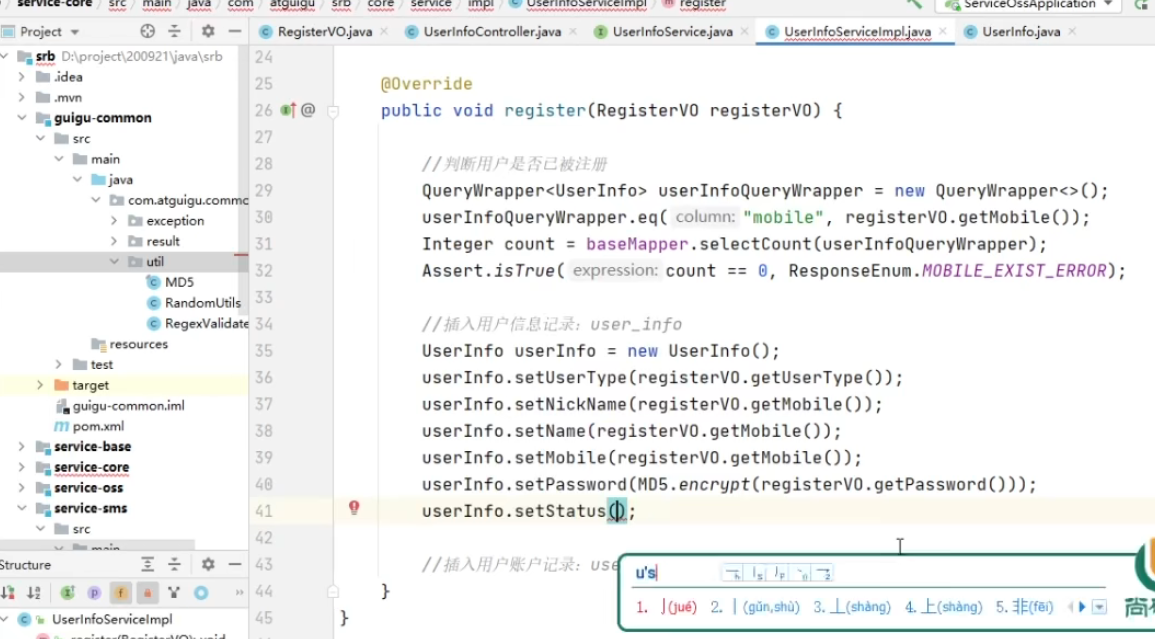 service-core src main java com atguigu srb core service impl UserInfoServiceImpl register ServiceOssApplication
Project
RegisterVO.java UserInfoController.java UserInfoService.java UserInfoServiceImpl.java UserInfo.java
srb D:\project\200921\java\srb
.idea
.mvn
guigu-common
src
main
java
com.atguigu.commo
exception
result
util
MD5
RandomUtils
RegexValidate
resources
test
target
guigu-common.iml
pom.xml
service-base
service-core
service-oss
service-sms
src
main
Structure
UserInfoServiceImpl
register(RegisterVO): void
24
25 @Override
26 @ public void register(RegisterVO registerVO) {
27
28 //判断用户是否已被注册
29 QueryWrapper<UserInfo> userInfoQueryWrapper = new QueryWrapper<>();
30 userInfoQueryWrapper.eq( column: "mobile", registerVO.getMobile());
31 Integer count = baseMapper.selectCount(userInfoQueryWrapper);
32 Assert.isTrue( expression: count == 0, ResponseEnum.MOBILE_EXIST_ERROR);
33
34 //插入用户信息记录：user_info
35 UserInfo userInfo = new UserInfo();
36 userInfo.setUserType(registerVO.getUserType());
37 userInfo.setNickName(registerVO.getMobile());
38 userInfo.setName(registerVO.getMobile());
39 userInfo.setMobile(registerVO.getMobile());
40 userInfo.setPassword(MD5.encrypt(registerVO.getPassword()));
41 userInfo.setStatus();
42
43 //插入用户账户记录：use
44 }
45 }
u's
1. 亅(jué) 2. 丨(gǔn,shù) 3. ⊥(shàng) 4. 上(shàng) 5. 非(fēi)
尚